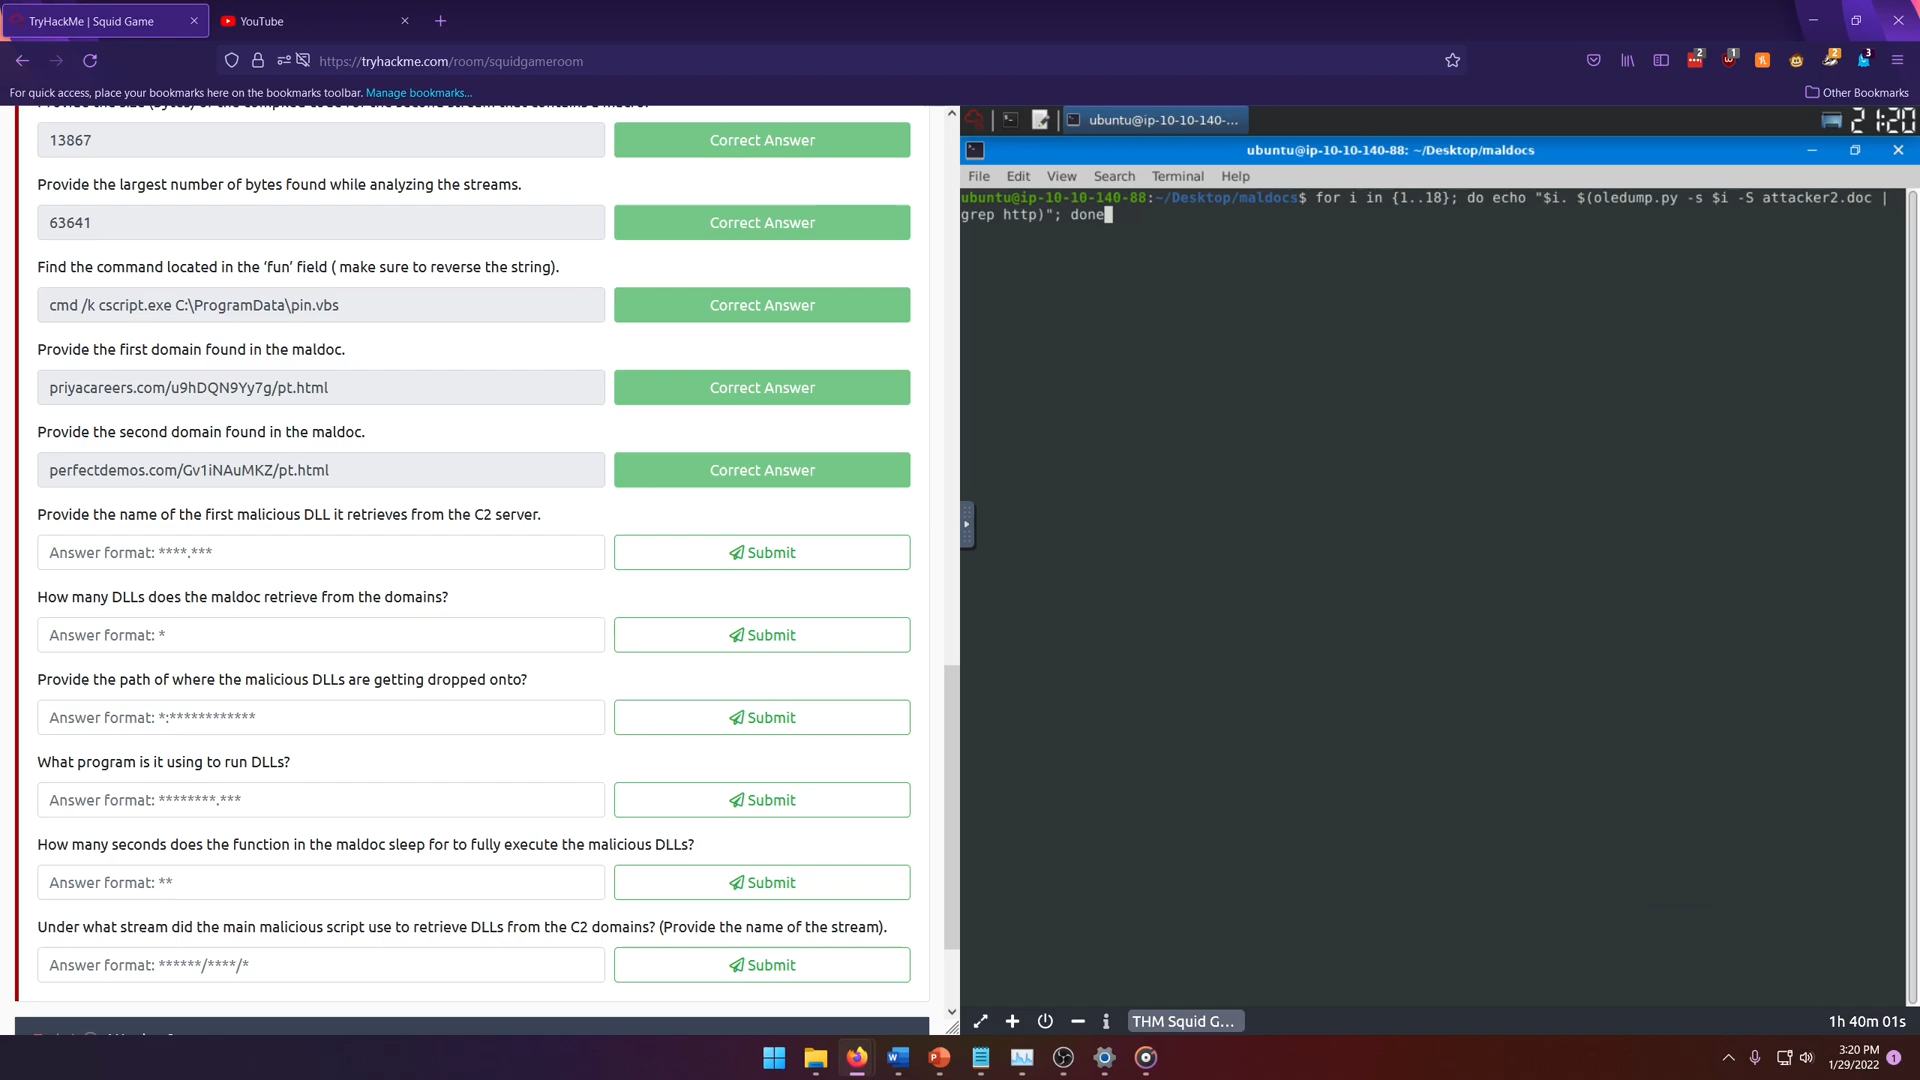 TryHackMe | Squid Game
YouTube
https://tryhackme.com/room/squidgameroom
2
1
2
3
For quick access, place your bookmarks here on the bookmarks toolbar. Manage bookmarks...
Other Bookmarks
13867
Correct Answer
Provide the largest number of bytes found while analyzing the streams.
63641
Correct Answer
Find the command located in the ‘fun’ field ( make sure to reverse the string).
cmd /k cscript.exe C:\ProgramData\pin.vbs
Correct Answer
Provide the first domain found in the maldoc.
priyacareers.com/u9hDQN9Yy7g/pt.html
Correct Answer
Provide the second domain found in the maldoc.
perfectdemos.com/Gv1iNAuMKZ/pt.html
Correct Answer
Provide the name of the first malicious DLL it retrieves from the C2 server.
Answer format: ****.***
Submit
How many DLLs does the maldoc retrieve from the domains?
Answer format: *
Submit
Provide the path of where the malicious DLLs are getting dropped onto?
Answer format: *:************
Submit
What program is it using to run DLLs?
Answer format: ********.***
Submit
How many seconds does the function in the maldoc sleep for to fully execute the malicious DLLs?
Answer format: **
Submit
Under what stream did the main malicious script use to retrieve DLLs from the C2 domains? (Provide the name of the stream).
Answer format: ******/****/*
Submit
ubuntu@ip-10-10-140-...
2 1:20
ubuntu@ip-10-10-140-88: ~/Desktop/maldocs
File Edit View Search Terminal Help
ubuntu@ip-10-10-140-88:~/Desktop/maldocs$ for i in {1..18}; do echo "$i. $(oledump.py -s $i -S attacker2.doc |
grep http)"; done
THM Squid G...
1h 40m 01s
3:20 PM
1/29/2022
1